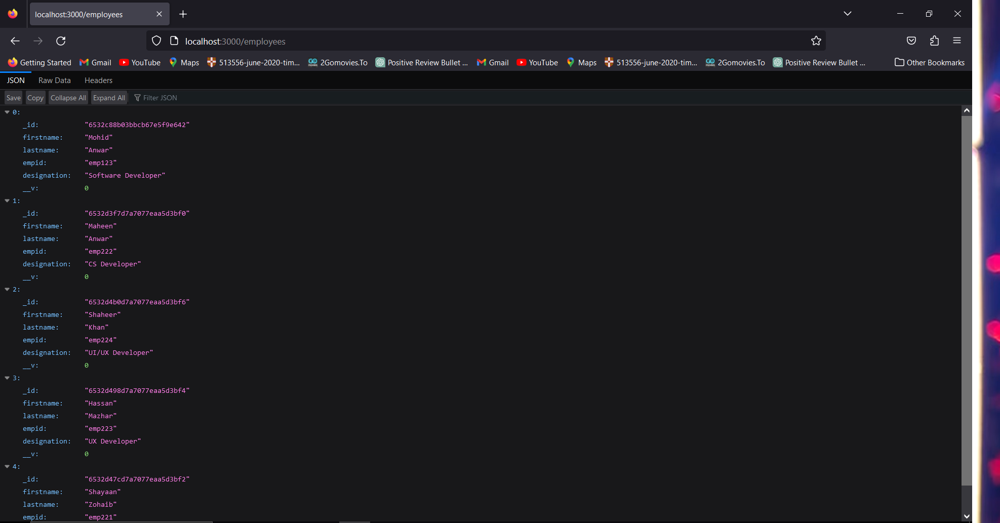 localhost:3000/employees
localhost:3000/employees
Getting Started Gmail YouTube Maps 513556-june-2020-tim... 2Gomovies.To Positive Review Bullet ... Gmail YouTube Maps 513556-june-2020-tim... 2Gomovies.To Positive Review Bullet ... Other Bookmarks
JSON Raw Data Headers
Save Copy Collapse All Expand All Filter JSON
0:
_id: "6532c88b03bbcb67e5f9e642"
firstname: "Mohid"
lastname: "Anwar"
empid: "emp123"
designation: "Software Developer"
__v: 0
1:
_id: "6532d3f7d7a7077eaa5d3bf0"
firstname: "Maheen"
lastname: "Anwar"
empid: "emp222"
designation: "CS Developer"
__v: 0
2:
_id: "6532d4b0d7a7077eaa5d3bf6"
firstname: "Shaheer"
lastname: "Khan"
empid: "emp224"
designation: "UI/UX Developer"
__v: 0
3:
_id: "6532d498d7a7077eaa5d3bf4"
firstname: "Hassan"
lastname: "Mazhar"
empid: "emp223"
designation: "UX Developer"
__v: 0
4:
_id: "6532d47cd7a7077eaa5d3bf2"
firstname: "Shayaan"
lastname: "Zohaib"
empid: "emp221"